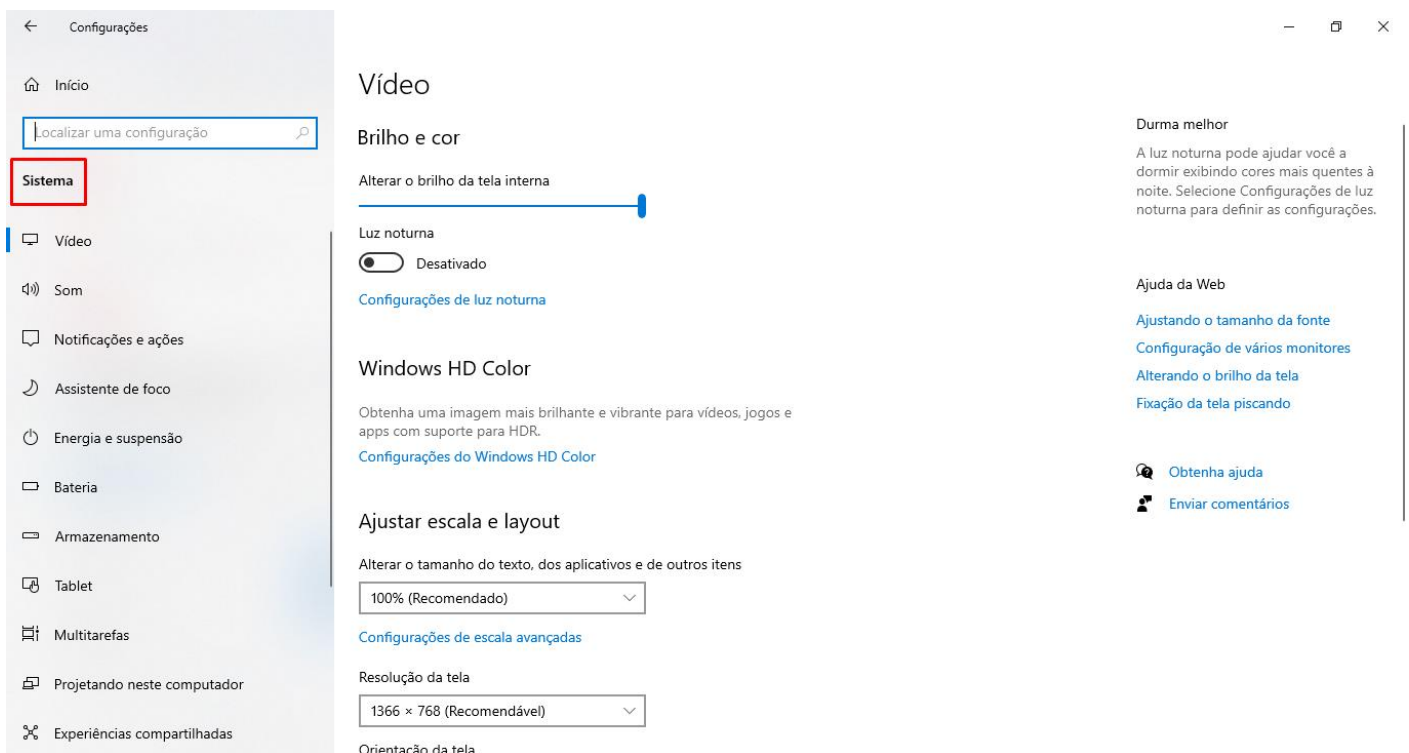 Configurações
Início
Localizar uma configuração
Sistema
Vídeo
Som
Notificações e ações
Assistente de foco
Energia e suspensão
Bateria
Armazenamento
Tablet
Multitarefas
Projetando neste computador
Experiências compartilhadas
Vídeo
Brilho e cor
Alterar o brilho da tela interna
Luz noturna
Desativado
Configurações de luz noturna
Windows HD Color
Obtenha uma imagem mais brilhante e vibrante para vídeos, jogos e
apps com suporte para HDR.
Configurações do Windows HD Color
Ajustar escala e layout
Alterar o tamanho do texto, dos aplicativos e de outros itens
100% (Recomendado)
Configurações de escala avançadas
Resolução da tela
1366 × 768 (Recomendável)
Orientação da tela
Durma melhor
A luz noturna pode ajudar você a
dormir exibindo cores mais quentes à
noite. Selecione Configurações de luz
noturna para definir as configurações.
Ajuda da Web
Ajustando o tamanho da fonte
Configuração de vários monitores
Alterando o brilho da tela
Fixação da tela piscando
Obtenha ajuda
Enviar comentários